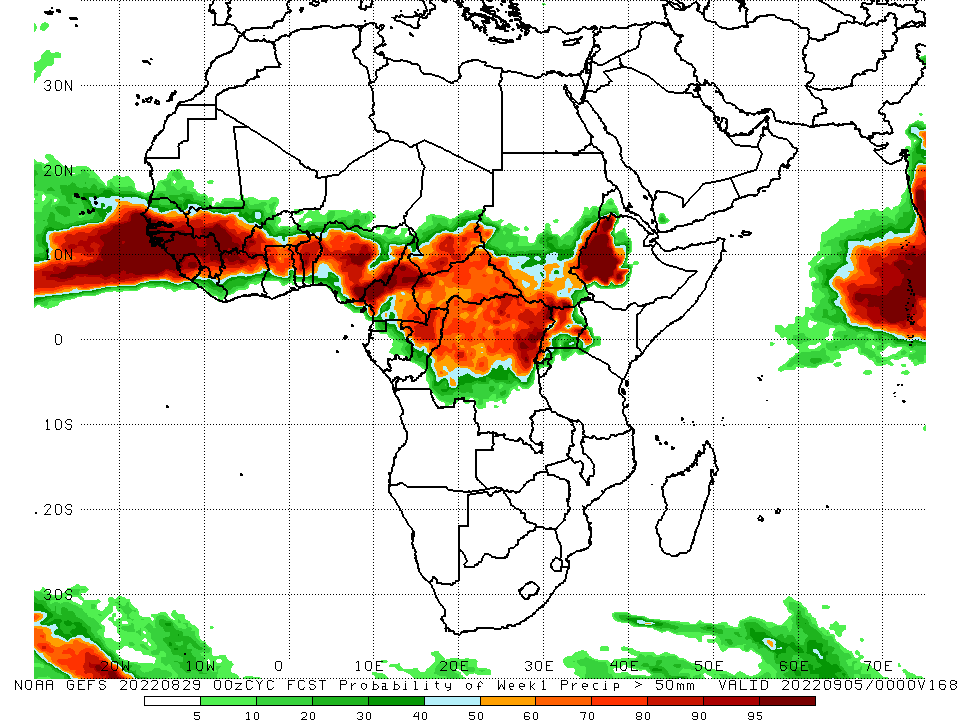 30N
20N
10N
0
10S
20S
30S
20W 10W 0 10E 20E 30E 40E 50E 60E 70E
NOAA GEFS 20220829 00zCYC FCST Probability of Week1 Precip > 50mm VALID 20220905/0000V168
5 10 20 30 40 50 60 70 80 90 95